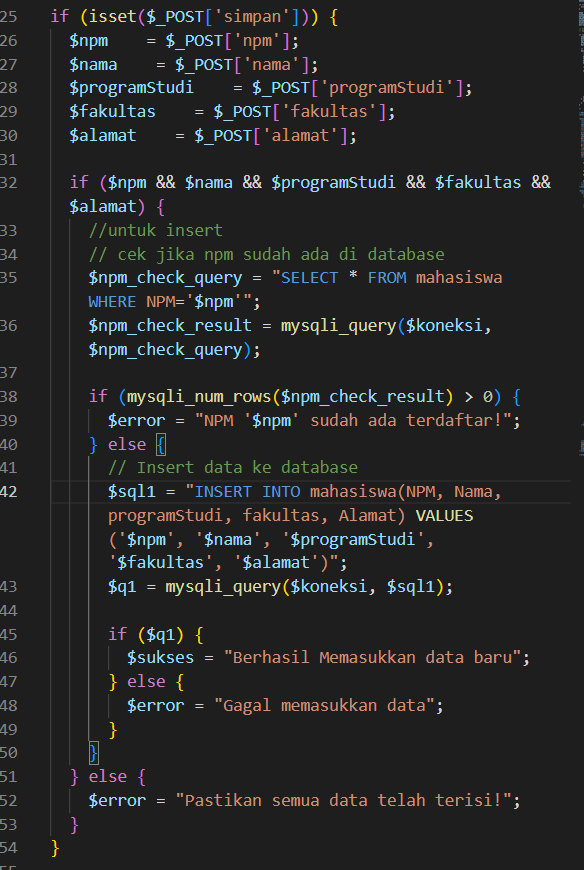 25 if (isset($_POST['simpan'])) {
26 $npm = $_POST['npm'];
27 $nama = $_POST['nama'];
28 $programStudi = $_POST['programStudi'];
29 $fakultas = $_POST['fakultas'];
30 $alamat = $_POST['alamat'];
31
32 if ($npm && $nama && $programStudi && $fakultas &&
$alamat) {
33 //untuk insert
34 // cek jika npm sudah ada di database
35 $npm_check_query = "SELECT * FROM mahasiswa
WHERE NPM='$npm'";
36 $npm_check_result = mysqli_query($koneksi,
$npm_check_query);
37
38 if (mysqli_num_rows($npm_check_result) > 0) {
39 $error = "NPM '$npm' sudah ada terdaftar!";
40 } else {
41 // Insert data ke database
42 $sql1 = "INSERT INTO mahasiswa(NPM, Nama,
programStudi, fakultas, Alamat) VALUES
('$npm', '$nama', '$programStudi',
'$fakultas', '$alamat')";
43 $q1 = mysqli_query($koneksi, $sql1);
44
45 if ($q1) {
46 $sukses = "Berhasil Memasukkan data baru";
47 } else {
48 $error = "Gagal memasukkan data";
49 }
50 }
51 } else {
52 $error = "Pastikan semua data telah terisi!";
53 }
54 }